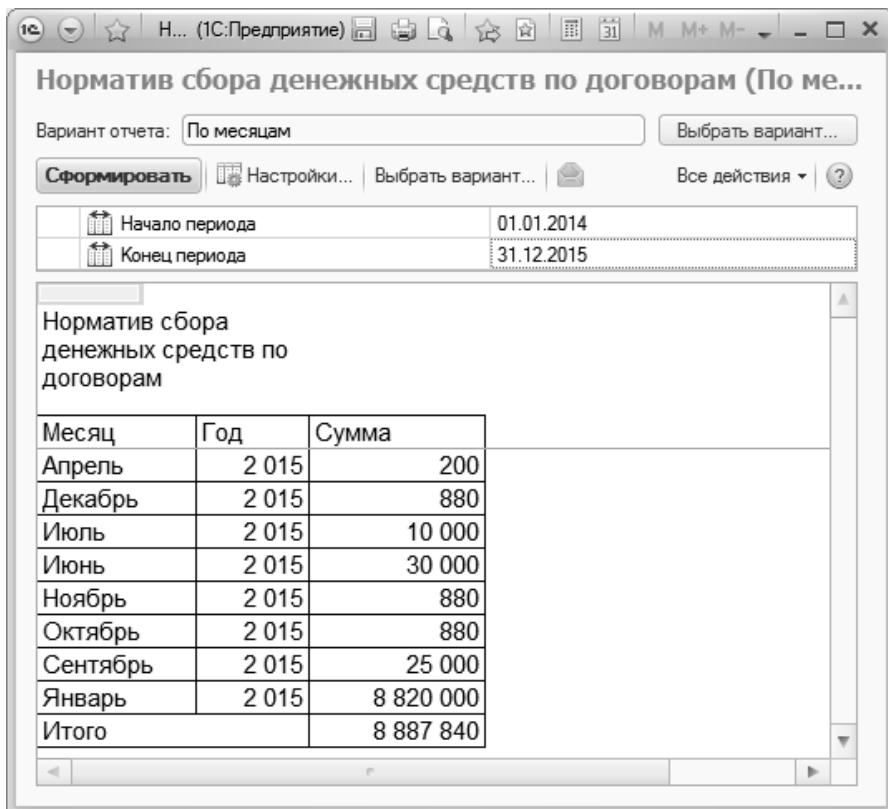 Н... (1С:Предприятие) 31 M M+ M-
Норматив сбора денежных средств по договорам (По ме...
Вариант отчета: По месяцам Выбрать вариант...
Сформировать Настройки... Выбрать вариант... Все действия ?
Начало периода 01.01.2014
Конец периода 31.12.2015
Норматив сбора
денежных средств по
договорам
Месяц Год Сумма
Апрель 2 015 200
Декабрь 2 015 880
Июль 2 015 10 000
Июнь 2 015 30 000
Ноябрь 2 015 880
Октябрь 2 015 880
Сентябрь 2 015 25 000
Январь 2 015 8 820 000
Итого 8 887 840